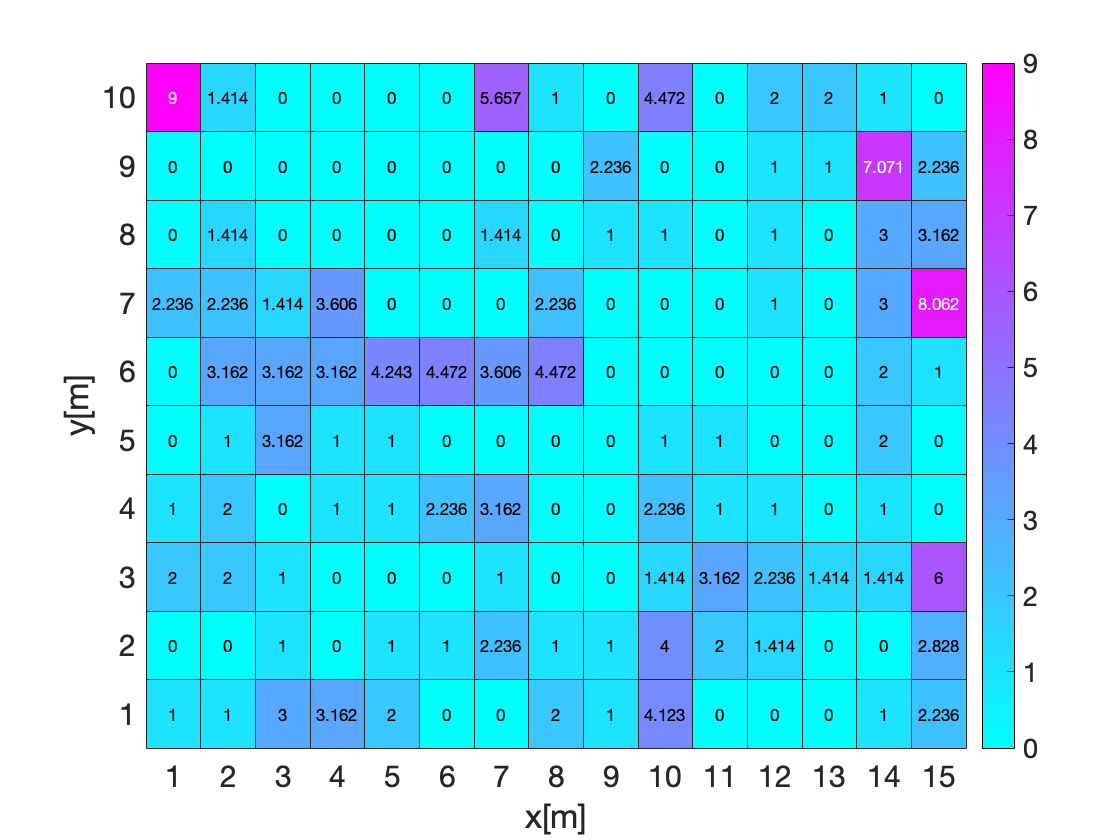 10 9 1.414 0 0 0 0 5.657 1 0 4.472 0 2 2 1 0
9 0 0 0 0 0 0 0 0 2.236 0 0 1 1 7.071 2.236
8 0 1.414 0 0 0 0 1.414 0 1 1 0 1 0 3 3.162
7 2.236 2.236 1.414 3.606 0 0 0 2.236 0 0 0 1 0 3 8.062
6 0 3.162 3.162 3.162 4.243 4.472 3.606 4.472 0 0 0 0 0 2 1
5 0 1 3.162 1 1 0 0 0 0 1 1 0 0 2 0
4 1 2 0 1 1 2.236 3.162 0 0 2.236 1 1 0 1 0
3 2 2 1 0 0 0 1 0 0 1.414 3.162 2.236 1.414 1.414 6
2 0 0 1 0 1 1 2.236 1 1 4 2 1.414 0 0 2.828
1 1 1 3 3.162 2 0 0 2 1 4.123 0 0 0 1 2.236
1 2 3 4 5 6 7 8 9 10 11 12 13 14 15
x[m]
y[m]
9
8
7
6
5
4
3
2
1
0